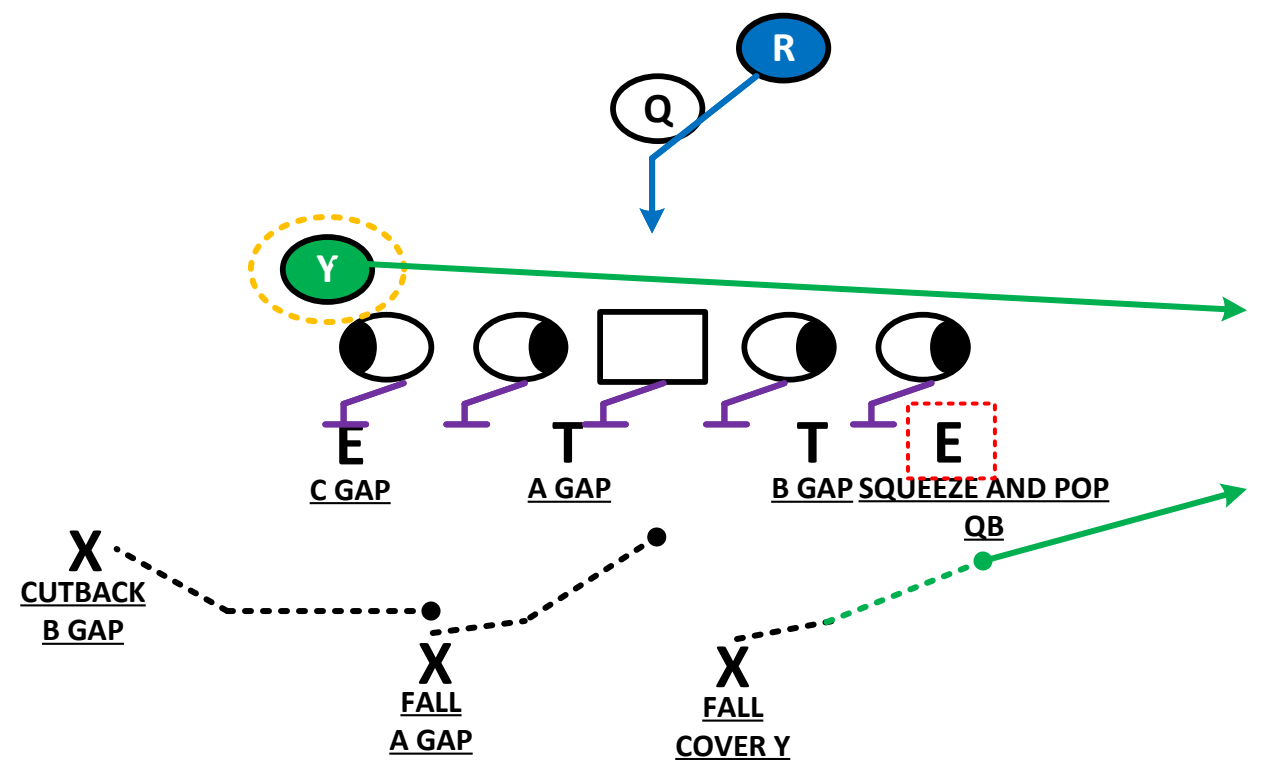 R
Q
Y
E T T E
C GAP A GAP B GAP SQUEEZE AND POP
QB
X
CUTBACK
B GAP
X X
FALL FALL
A GAP COVER Y